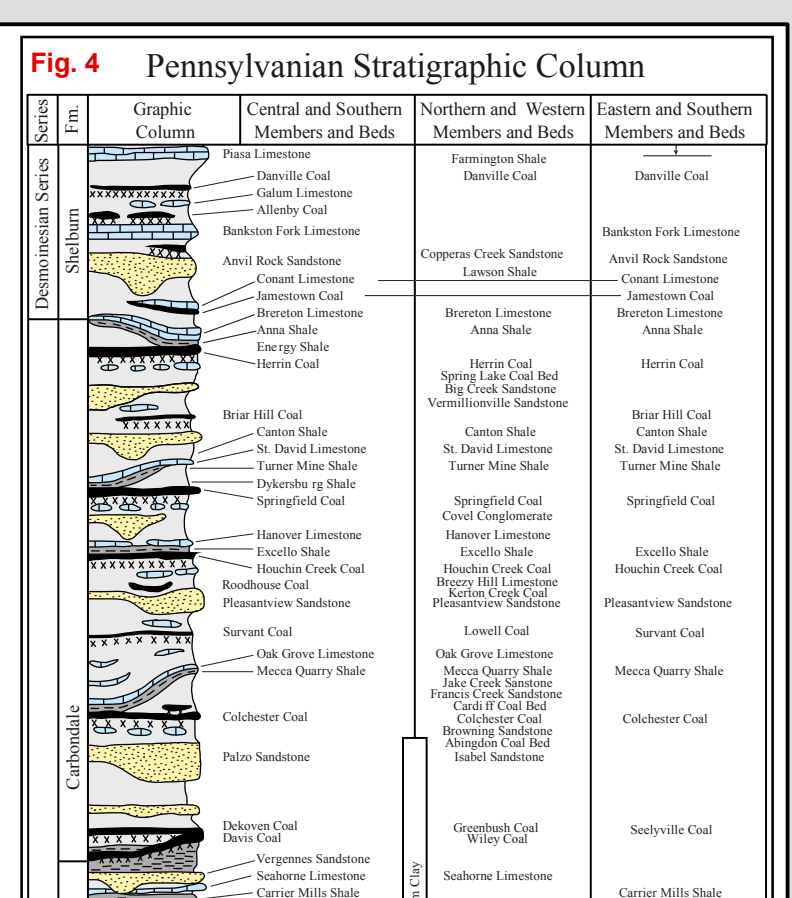 Fig. 4 Pennsylvanian Stratigraphic Column
Series
Fm.
Graphic
Column
Central and Southern
Members and Beds
Northern and Western
Members and Beds
Eastern and Southern
Members and Beds
Desmoinesian Series
Shelburn
Carbondale
Piasa Limestone
Danville Coal
Galum Limestone
Allenby Coal
Bankston Fork Limestone
Anvil Rock Sandstone
Conant Limestone
Jamestown Coal
Brereton Limestone
Anna Shale
Energy Shale
Herrin Coal
Briar Hill Coal
Canton Shale
St. David Limestone
Turner Mine Shale
Dykersbu rg Shale
Springfield Coal
Hanover Limestone
Excello Shale
Houchin Creek Coal
Roodhouse Coal
Pleasantview Sandstone
Survant Coal
Oak Grove Limestone
Mecca Quarry Shale
Colchester Coal
Palzo Sandstone
Dekoven Coal
Davis Coal
Vergennes Sandstone
Seahorne Limestone
Carrier Mills Shale
Farmington Shale
Danville Coal
Copperas Creek Sandstone
Lawson Shale
Brereton Limestone
Anna Shale
Herrin Coal
Spring Lake Coal Bed
Big Creek Sandstone
Vermillionville Sandstone
Canton Shale
St. David Limestone
Turner Mine Shale
Springfield Coal
Covel Conglomerate
Hanover Limestone
Excello Shale
Houchin Creek Coal
Breezy Hill Limestone
Kerton Creek Coal
Pleasantview Sandstone
Lowell Coal
Oak Grove Limestone
Mecca Quarry Shale
Jake Creek Sanstone
Francis Creek Sandstone
Cardi ff Coal Bed
Colchester Coal
Browning Sandstone
Abingdon Coal Bed
Isabel Sandstone
Greenbush Coal
Wiley Coal
Seahorne Limestone
Clay
Danville Coal
Bankston Fork Limestone
Anvil Rock Sandstone
Conant Limestone
Jamestown Coal
Brereton Limestone
Anna Shale
Herrin Coal
Briar Hill Coal
Canton Shale
St. David Limestone
Turner Mine Shale
Springfield Coal
Excello Shale
Houchin Creek Coal
Pleasantview Sandstone
Survant Coal
Mecca Quarry Shale
Colchester Coal
Seelyville Coal
Carrier Mills Shale